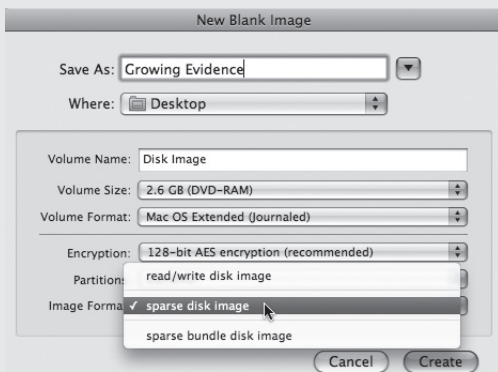 New Blank Image
Save As: Growing Evidence
Where: Desktop
Volume Name: Disk Image
Volume Size: 2.6 GB (DVD-RAM)
Volume Format: Mac OS Extended (Journaled)
Encryption: 128-bit AES encryption (recommended)
Partition
read/write disk image
Image Forma ✓ sparse disk image
sparse bundle disk image
Cancel Create